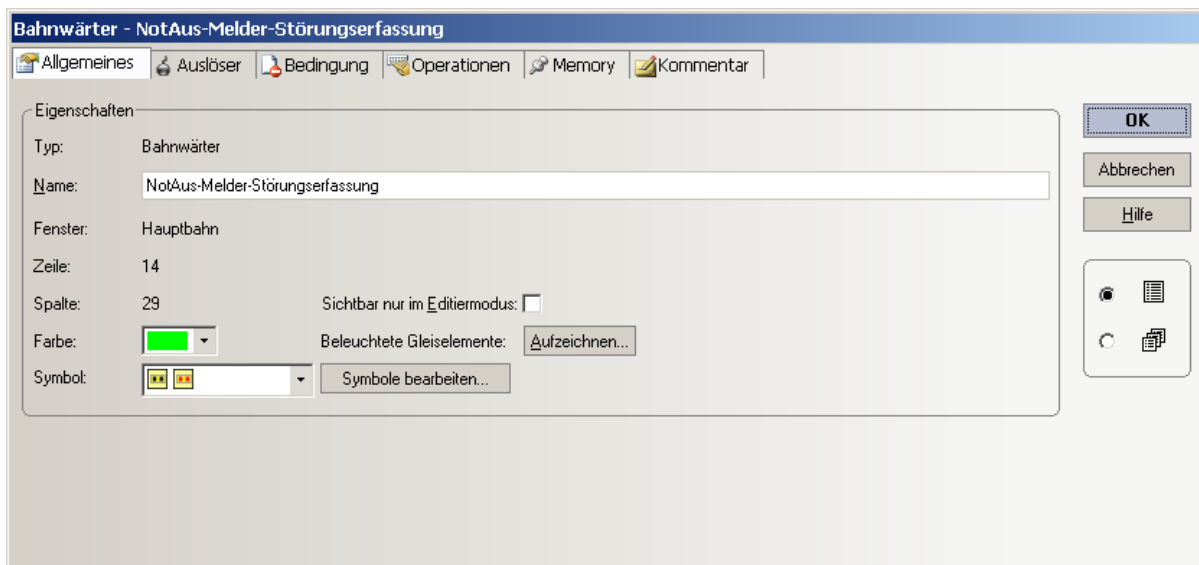 Bahnwärter - NotAus-Melder-Störungserfassung
Allgemeines Auslöser Bedingung Operationen Memory Kommentar
Eigenschaften
Typ: Bahnwärter
Name: NotAus-Melder-Störungserfassung
Fenster: Hauptbahn
Zeile: 14
Spalte: 29 Sichtbar nur im Editiermodus:
Farbe: Beleuchtete Gleiselemente: Aufzeichnen...
Symbol: Symbole bearbeiten...
OK
Abbrechen
Hilfe